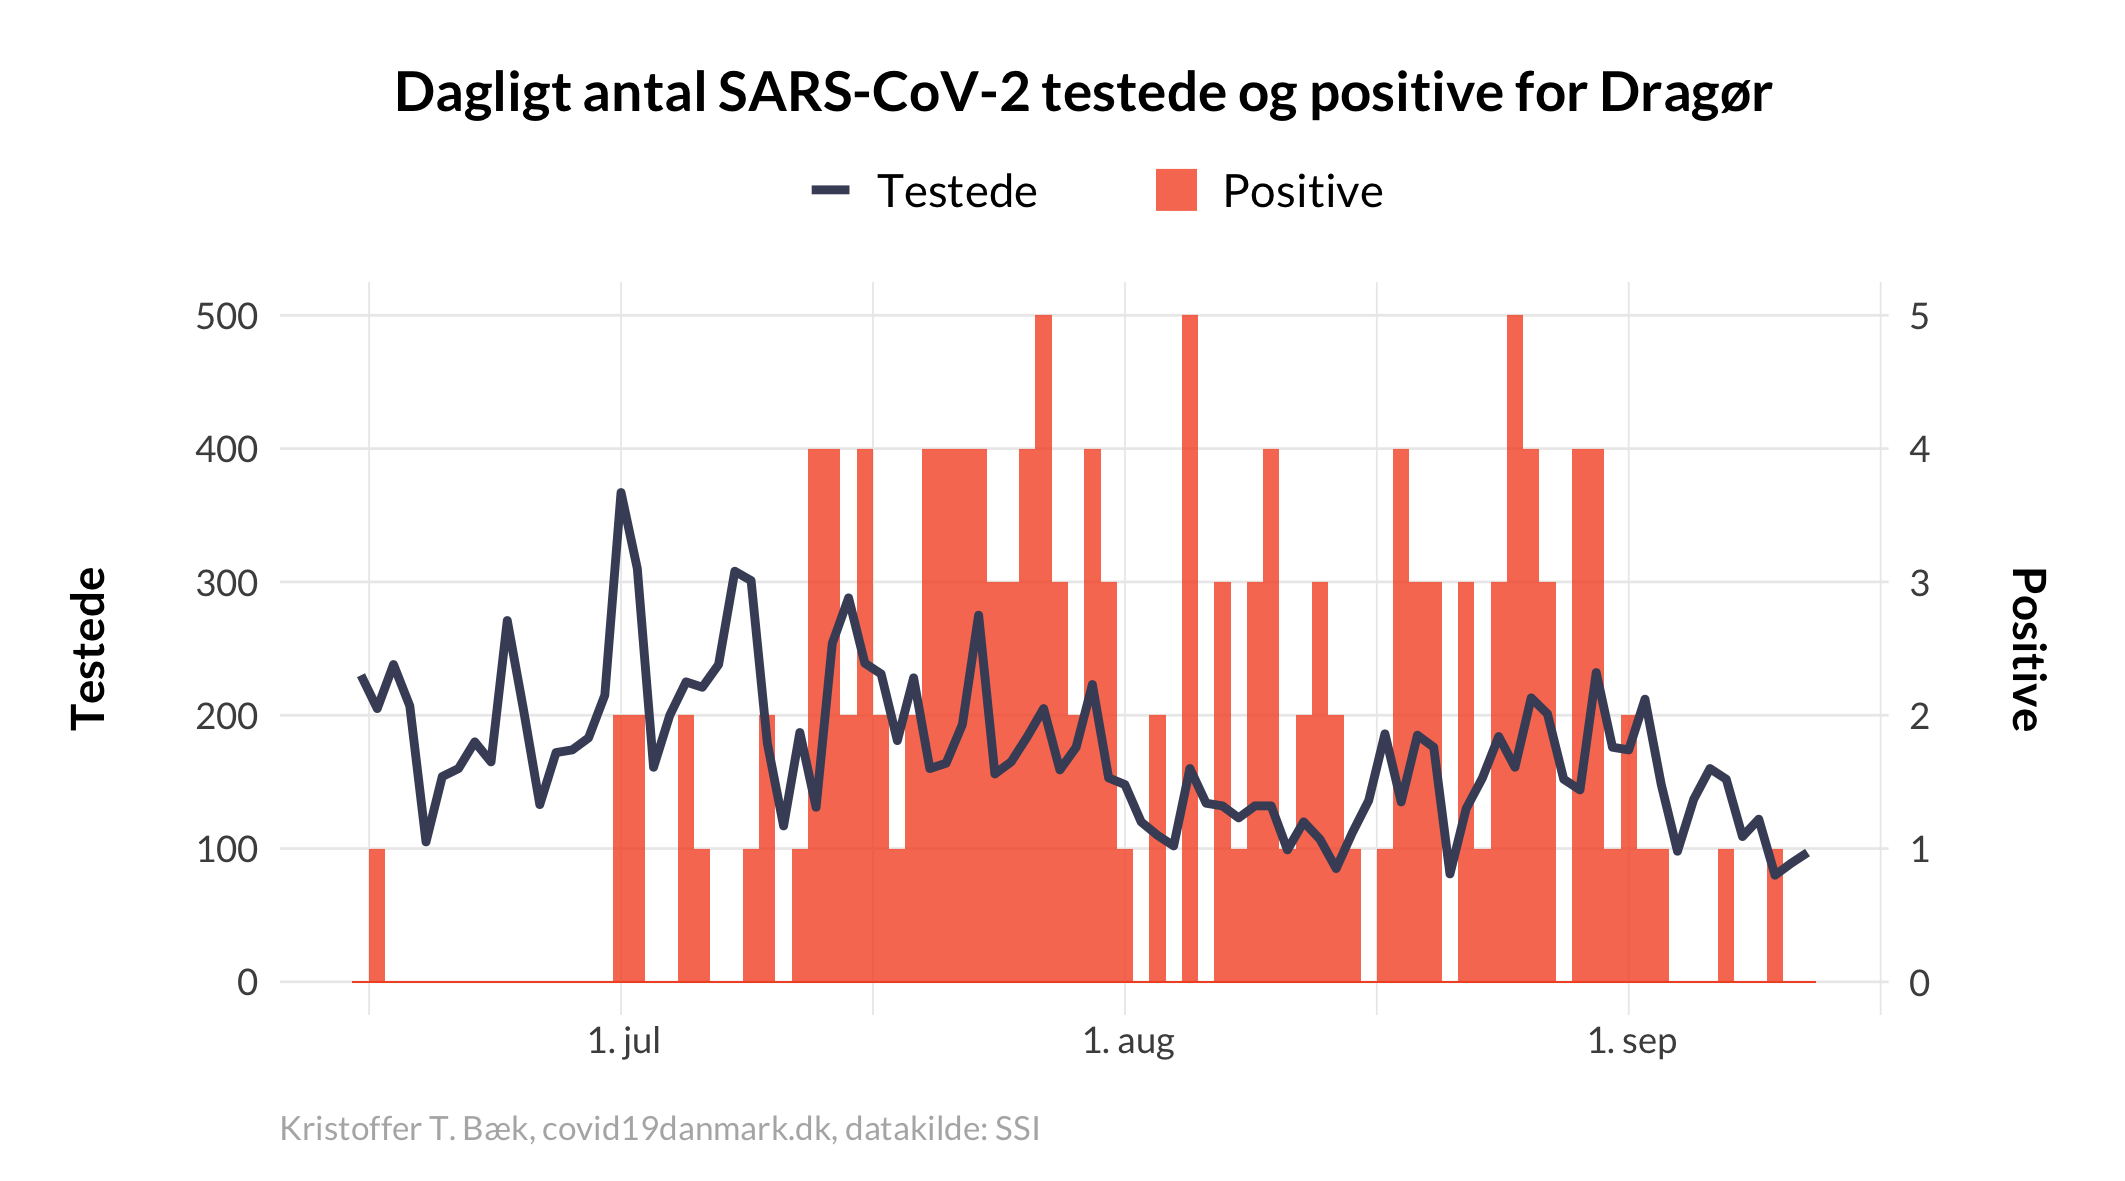 Dagligt antal SARS-CoV-2 testede og positive for Dragør
Testede
Positive
500
400
300
200
100
0
5
4
3
2
1
0
Testede
Positive
1. jul
1. aug
1. sep
Kristoffer T. Bæk, covid19danmark.dk, datakilde: SSI